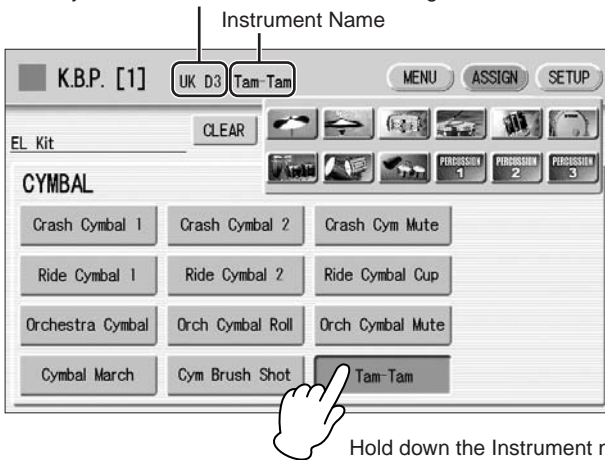 Instrument Name
K.B.P. [1] UK D3 Tam-Tam MENU ASSIGN SETUP
EL Kit CLEAR
PERCUSSION 1 PERCUSSION 2 PERCUSSION 3
CYMBAL
Crash Cymbal 1 Crash Cymbal 2 Crash Cym Mute
Ride Cymbal 1 Ride Cymbal 2 Ride Cymbal Cup
Orchestra Cymbal Orch Cymbal Roll Orch Cymbal Mute
Cymbal March Cym Brush Shot Tam-Tam
Hold down the Instrument